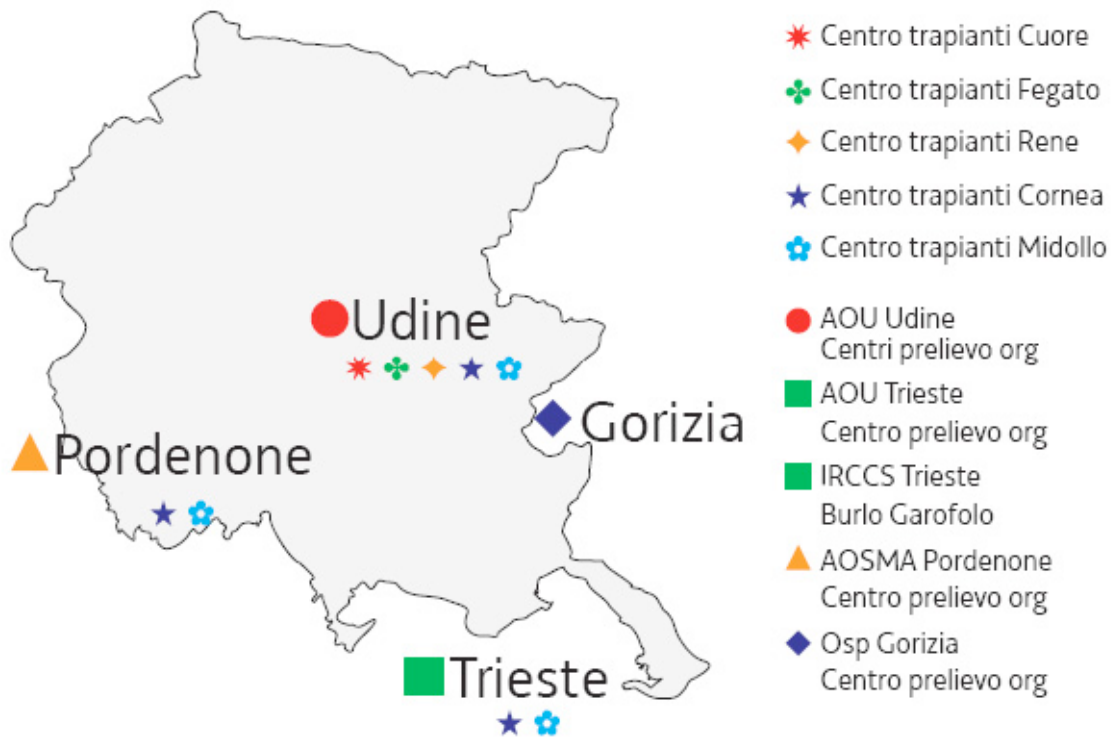 Centro trapianti Cuore
Centro trapianti Fegato
Centro trapianti Rene
Centro trapianti Cornea
Centro trapianti Midollo
AOU Udine
Centri prelievo org
AOU Trieste
Centro prelievo org
IRCCS Trieste
Burlo Garofolo
AOSMA Pordenone
Centro prelievo org
Osp Gorizia
Centro prelievo org
Udine
Gorizia
Pordenone
Trieste